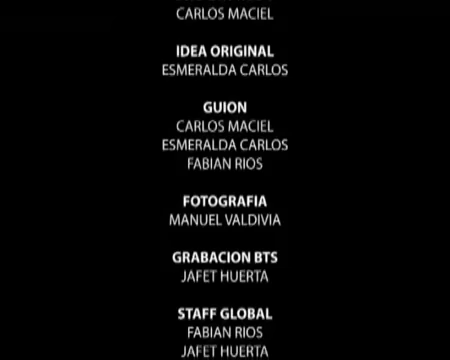 CARLOS MACIEL
IDEA ORIGINAL
ESMERALDA CARLOS
GUION
CARLOS MACIEL
ESMERALDA CARLOS
FABIAN RIOS
FOTOGRAFIA
MANUEL VALDIVIA
GRABACION BTS
JAFET HUERTA
STAFF GLOBAL
FABIAN RIOS
JAFET HUERTA